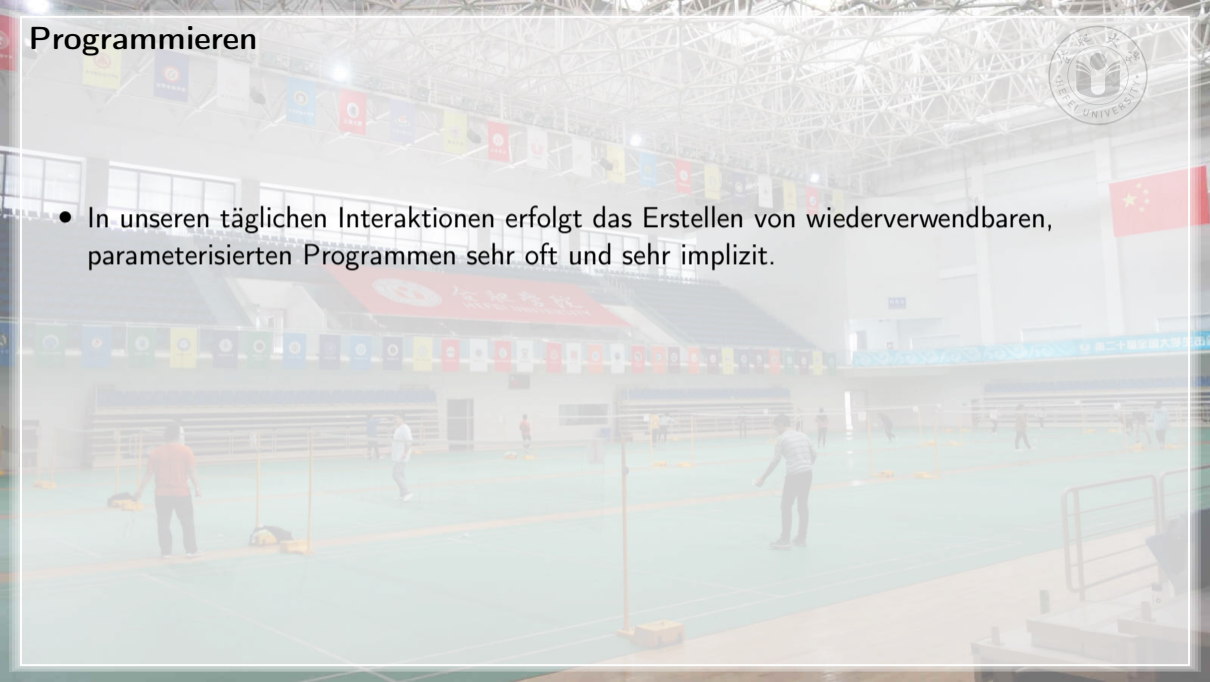 Programmieren
• In unseren täglichen Interaktionen erfolgt das Erstellen von wiederverwendbaren,
parameterisierten Programmen sehr oft und sehr implizit.